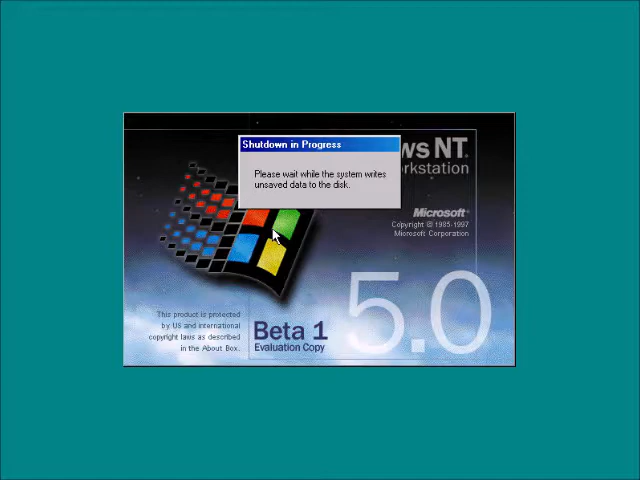 Shutdown in Progress
Please wait while the system writes
unsaved data to the disk.
ws NT
rkstation
Microsoft
Copyright © 1985-1997
Microsoft Corporation
5.0
This product is protected
by US and international
copyright laws as described
in the About Box.
Beta 1
Evaluation Copy